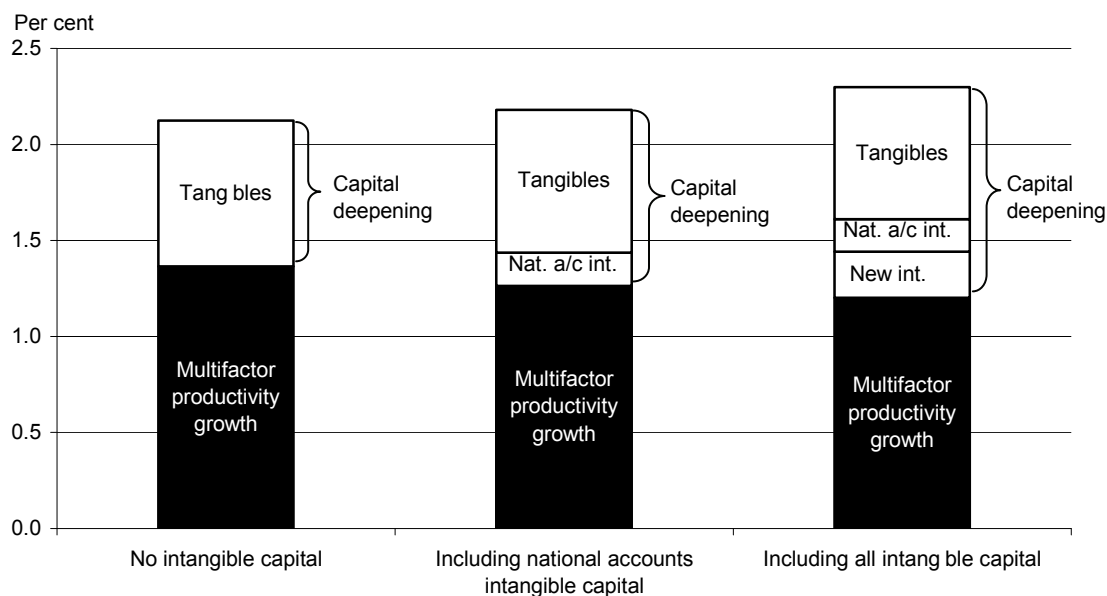 Per cent
2.5
2.0
1.5
1.0
0.5
0.0
Tang bles
Capital
deepening
Multifactor
productivity
growth
Tangibles
Nat. a/c int.
Capital
deepening
Multifactor
productivity
growth
Tangibles
Nat. a/c int.
New int.
Capital
deepening
Multifactor
productivity
growth
No intangible capital
Including national accounts
intangible capital
Including all intang ble capital